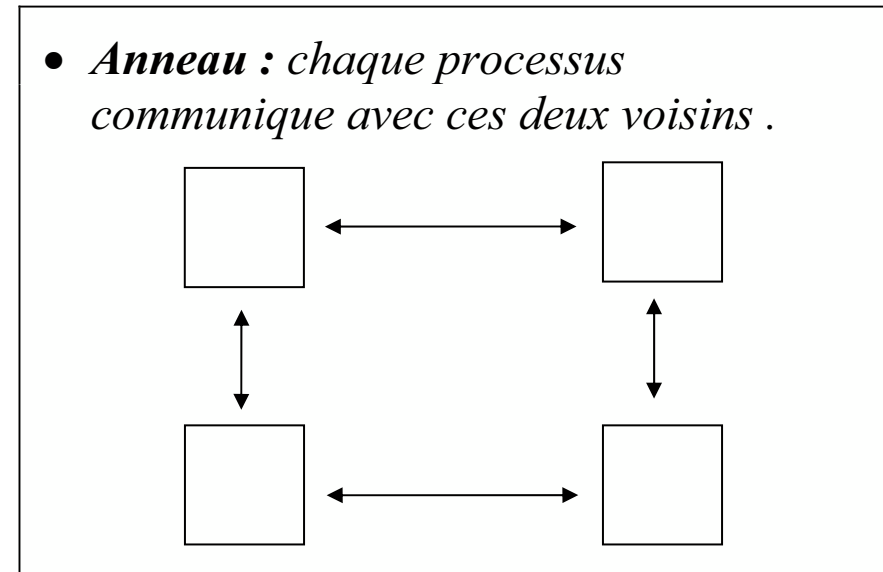 • Anneau : chaque processus
communique avec ces deux voisins .